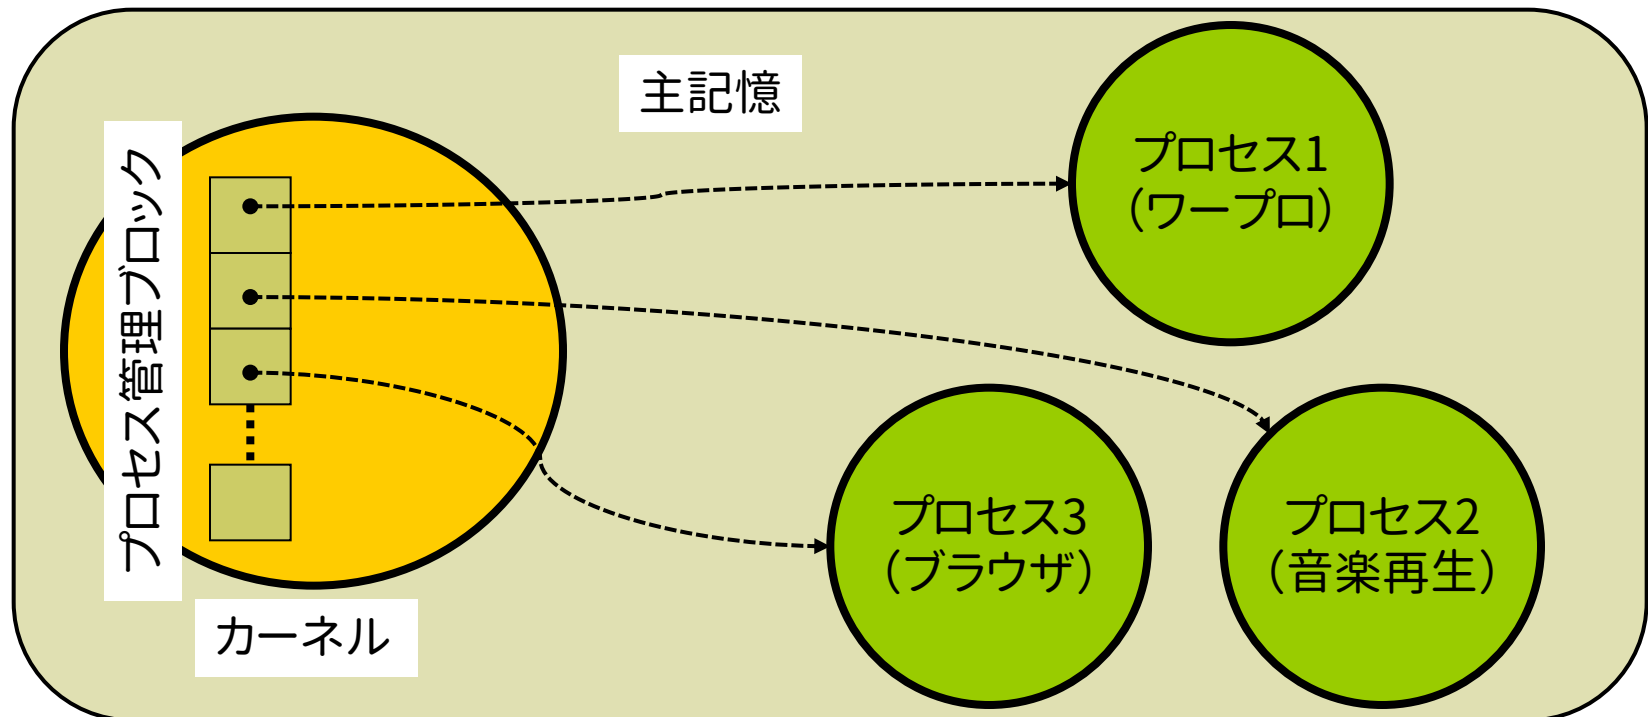 主記憶
プロセス管理ブロック
カーネル
プロセス1
（ワープロ）
プロセス3
（ブラウザ）
プロセス2
（音楽再生）